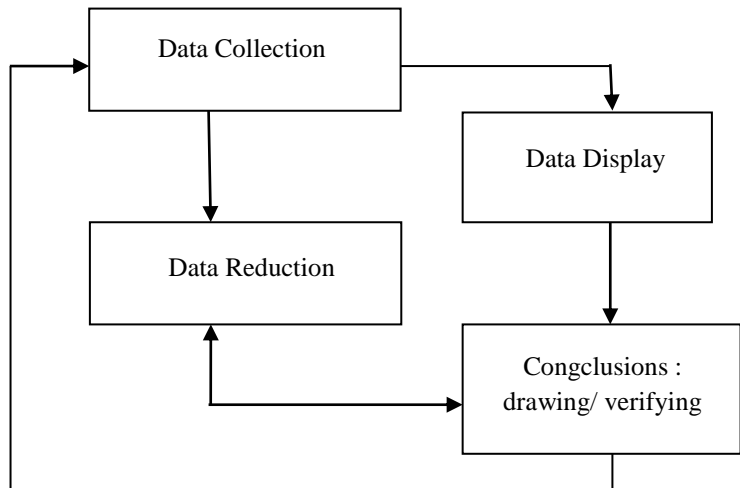 Data Collection
Data Display
Data Reduction
Congclusions :
drawing/ verifying